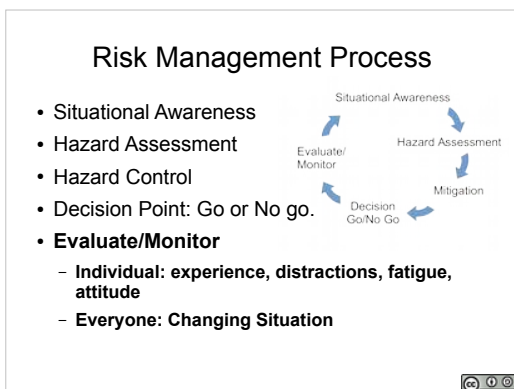 Risk Management Process
• Situational Awareness
• Hazard Assessment
• Hazard Control
• Decision Point: Go or No go.
• Evaluate/Monitor
– Individual: experience, distractions, fatigue,
attitude
– Everyone: Changing Situation
Situational Awareness
Hazard Assessment
Mitigation
Decision
Go/No Go
Evaluate/
Monitor
cc